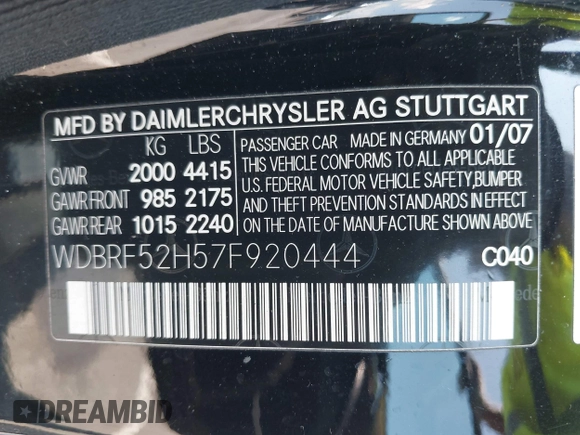 MFD BY DAIMLERCHRYSLER AG STUTTGART
KG LBS
GVWR 2000 4415
GAWR FRONT 985 2175
GAWR REAR 1015 2240
PASSENGER CAR MADE IN GERMANY 01/07
THIS VEHICLE CONFORMS TO ALL APPLICABLE
U.S. FEDERAL MOTOR VEHICLE SAFETY, BUMPER
AND THEFT PREVENTION STANDARDS IN EFFECT
ON THE DATE OF MANUFACTURE SHOWN ABOVE
WDBRF52H57F920444 C040
DREAMBID